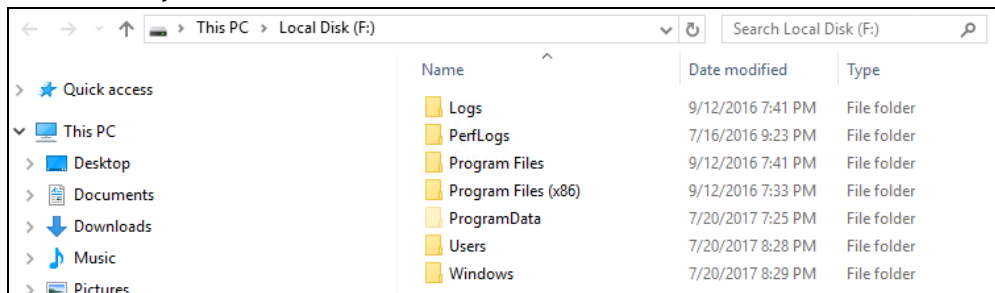 This PC > Local Disk (F:)
Search Local Disk (F:)
Name Date modified Type
Quick access
Logs 9/12/2016 7:41 PM File folder
This PC
PerfLogs 7/16/2016 9:23 PM File folder
Desktop
Program Files 9/12/2016 7:41 PM File folder
Documents
Program Files (x86) 9/12/2016 7:33 PM File folder
Downloads
ProgramData 7/20/2017 7:25 PM File folder
Music
Users 7/20/2017 8:28 PM File folder
Windows 7/20/2017 8:29 PM File folder
Pictures